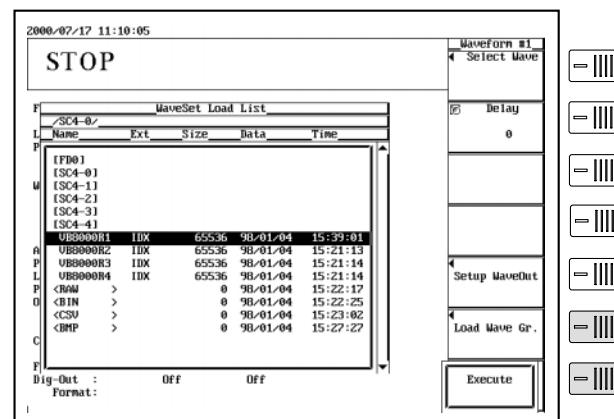 2000/07/17 11:10:05
STOP
Waveform #1
Select Wave
F WaveSet Load List
/SC4-0/
L Name Ext Size Data Time
P
[FD0]
[SC4-0]
W [SC4-1]
[SC4-2]
[SC4-3]
[SC4-4]
VB8000R1 IDX 65536 98/01/04 15:39:01
A VB8000R2 IDX 65536 98/01/04 15:21:13
P VB8000R3 IDX 65536 98/01/04 15:21:14
L VB8000R4 IDX 65536 98/01/04 15:21:14
P <RAW > 0 98/01/04 15:22:17
O <BIN > 0 98/01/04 15:22:25
<CSV > 0 98/01/04 15:23:02
<BMP > 0 98/01/04 15:27:27
C
F
Dig-Out : Off Off
Format:
Delay
0
Setup WaveOut
Load Wave Gr.
Execute